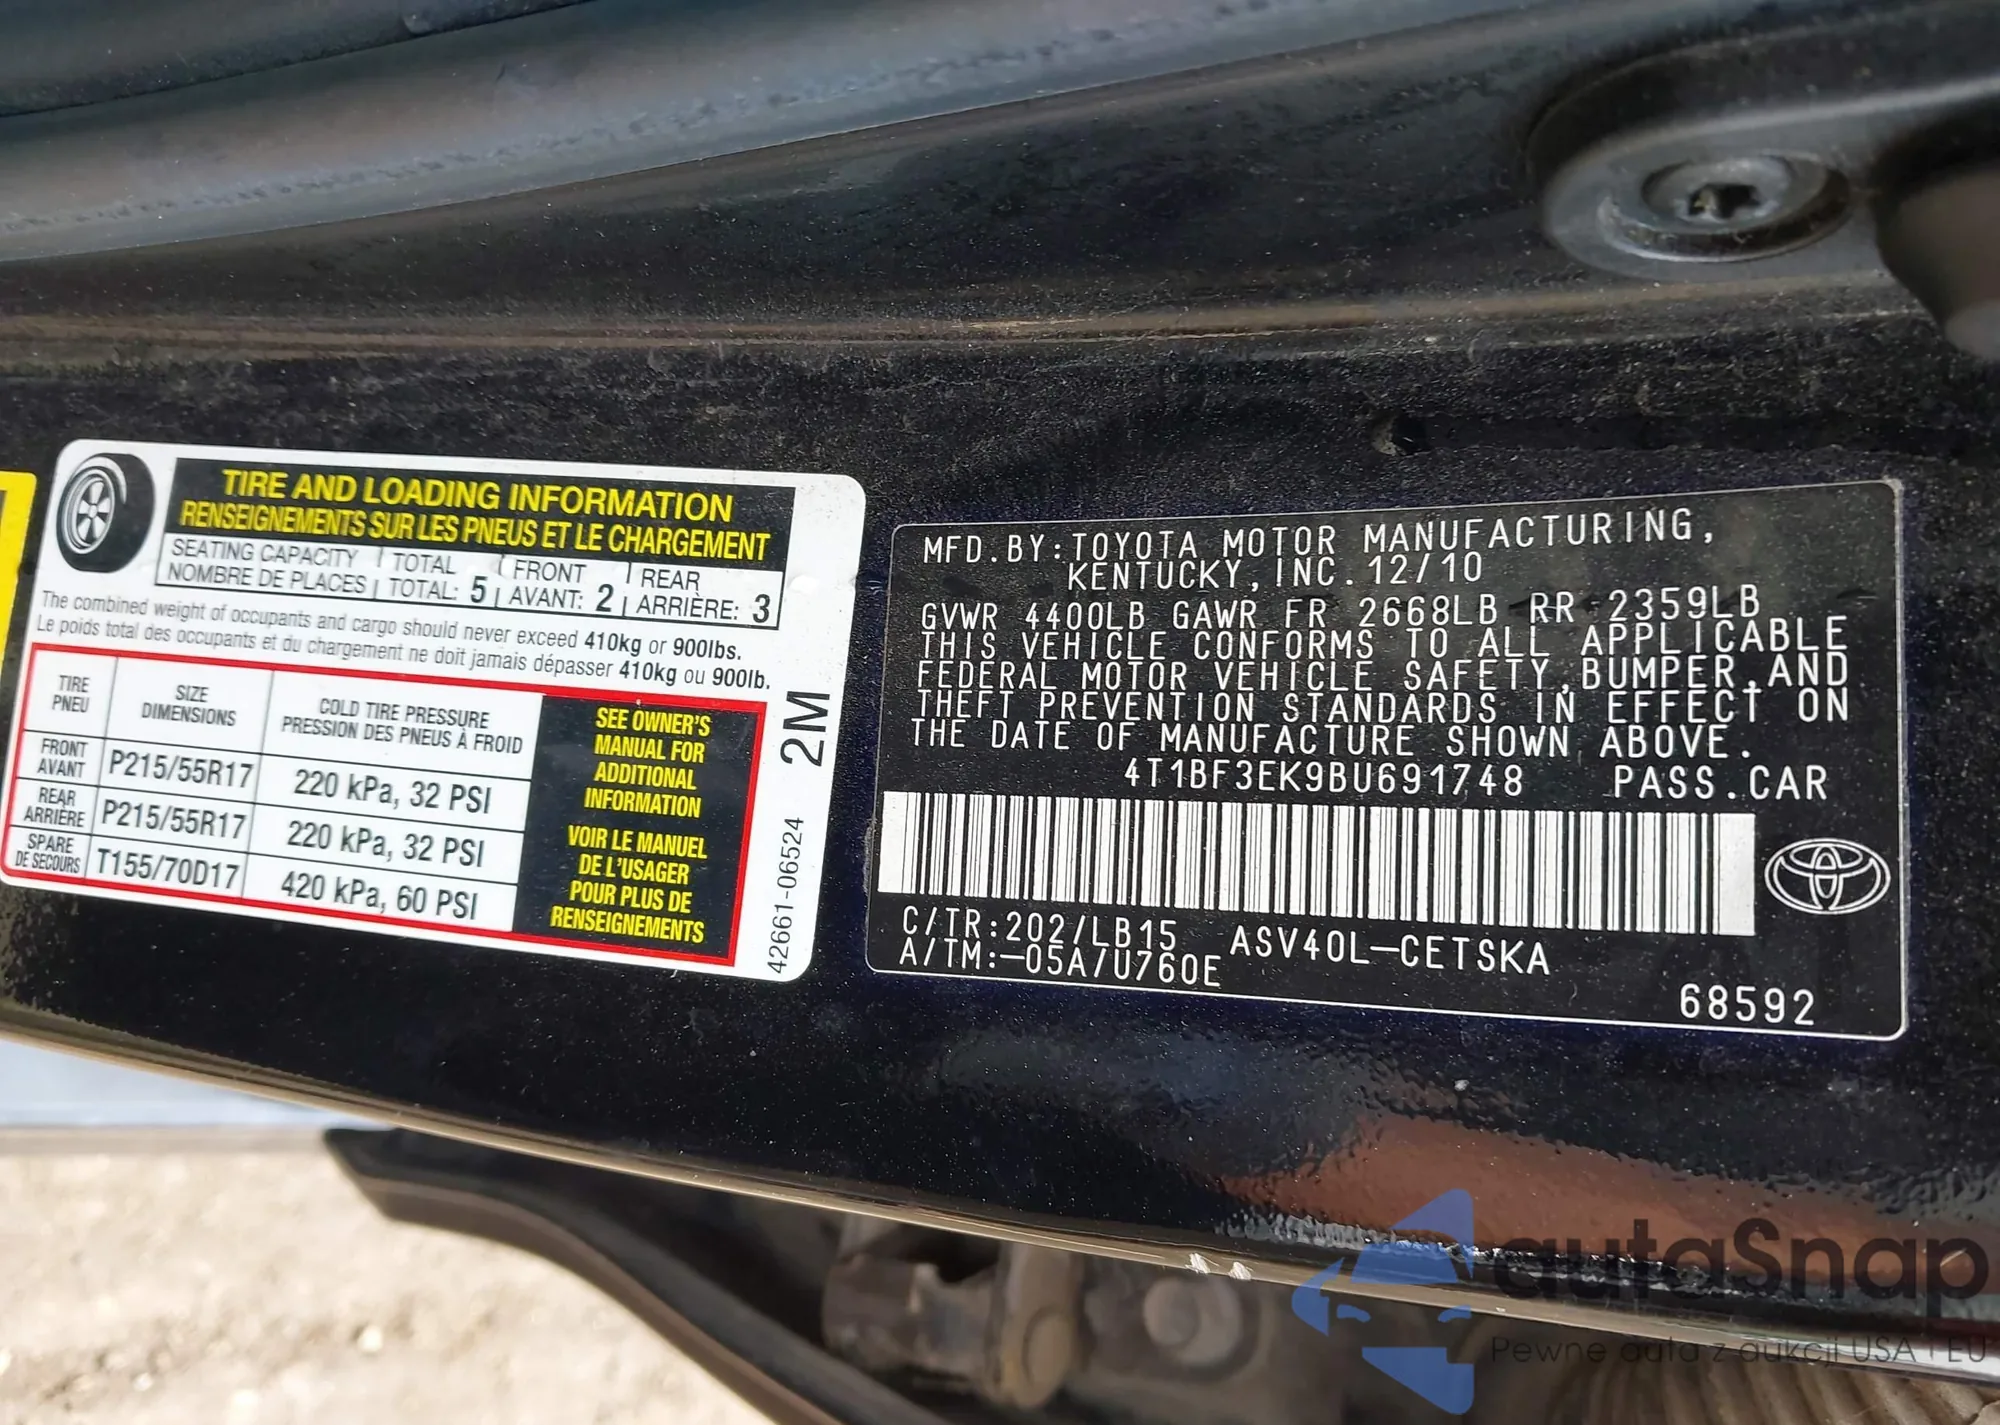 TIRE AND LOADING INFORMATION
RENSEIGNEMENTS SUR LES PNEUS ET LE CHARGEMENT
SEATING CAPACITY TOTAL FRONT REAR
NOMBRE DE PLACES TOTAL: 5 AVANT: 2 ARRIÈRE: 3
The combined weight of occupants and cargo should never exceed 410kg or 900lbs.
Le poids total des occupants et du chargement ne doit jamais dépasser 410kg ou 900lb.
TIRE
PNEU
SIZE
DIMENSIONS
COLD TIRE PRESSURE
PRESSION DES PNEUS À FROID
FRONT
AVANT
P215/55R17
220 kPa, 32 PSI
REAR
ARRIÈRE
P215/55R17
220 kPa, 32 PSI
SPARE
DE SECOURS
T155/70D17
420 kPa, 60 PSI
SEE OWNER'S
MANUAL FOR
ADDITIONAL
INFORMATION
VOIR LE MANUEL
DE L'USAGER
POUR PLUS DE
RENSEIGNEMENTS
42661-06524 2M
MFD.BY:TOYOTA MOTOR MANUFACTURING,
KENTUCKY,INC.12/10
GVWR 4400LB GAWR FR 2668LB RR 2359LB
THIS VEHICLE CONFORMS TO ALL APPLICABLE
FEDERAL MOTOR VEHICLE SAFETY,BUMPER,AND
THEFT PREVENTION STANDARDS IN EFFECT ON
THE DATE OF MANUFACTURE SHOWN ABOVE.
4T1BF3EK9BU691748 PASS.CAR
C/TR:202/LB15 ASV40L-CETSKA
A/TM:-05A/U760E
68592
autaSnap
Pewne auta z aukcji USA i EU